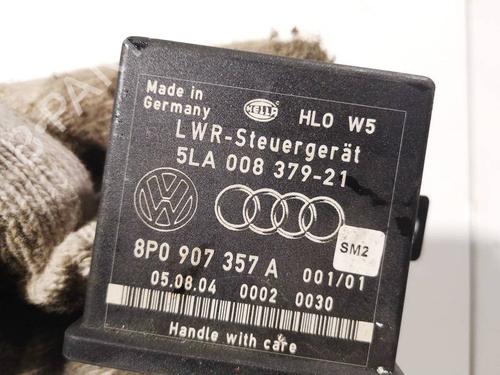 Made in
Germany
HELLA
HLO W5
LWR-Steuergerät
5LA 008 379-21
SM2
8P0 907 357 A 001/01
05.08.04 0002 0030
Handle with care